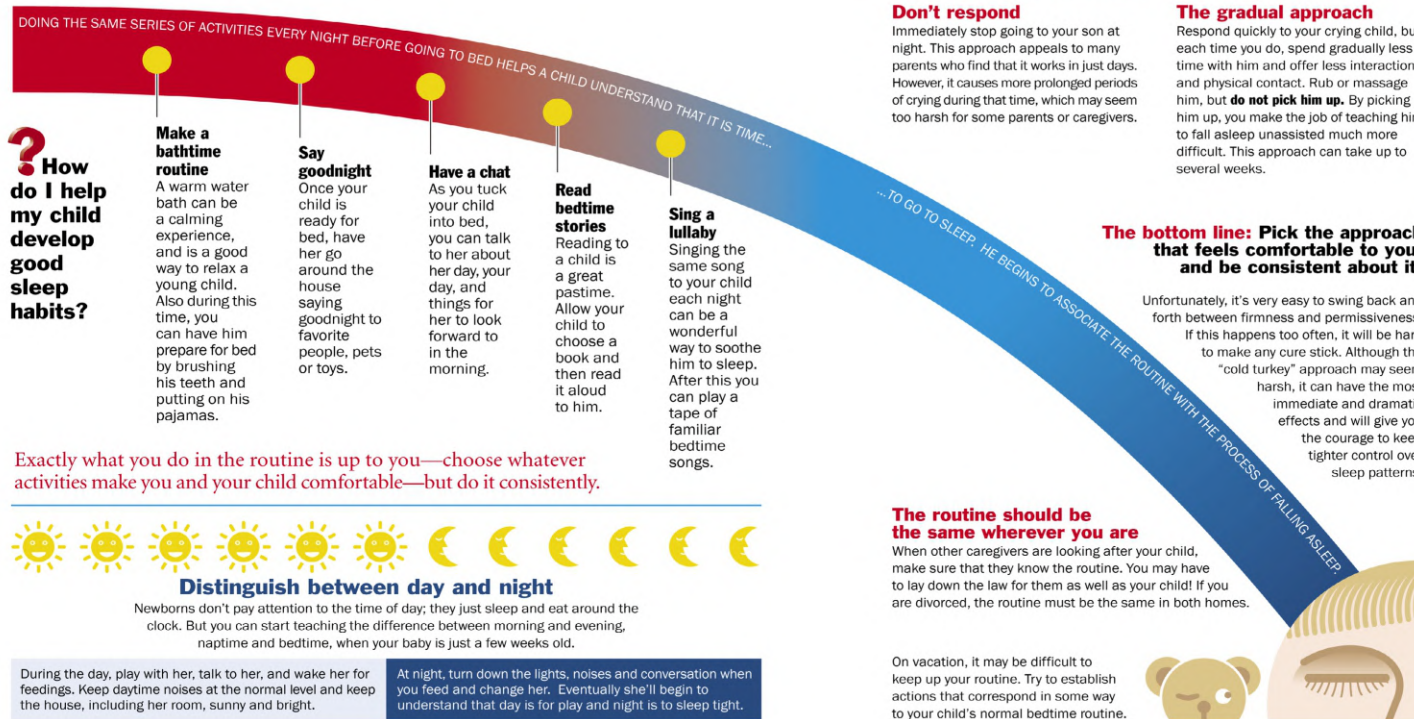 DOING THE SAME SERIES OF ACTIVITIES EVERY NIGHT BEFORE GOING TO BED HELPS A CHILD UNDERSTAND THAT IT IS TIME...
...TO GO TO SLEEP. HE BEGINS TO ASSOCIATE THE ROUTINE WITH THE PROCESS OF FALLING ASLEEP.
? How
do I help
my child
develop
good
sleep
habits?
Make a
bathtime
routine
A warm water
bath can be
a calming
experience,
and is a good
way to relax a
young child.
Also during this
time, you
can have him
prepare for bed
by brushing
his teeth and
putting on his
pajamas.
Say
goodnight
Once your
child is
ready for
bed, have
her go
around the
house
saying
goodnight to
favorite
people, pets
or toys.
Have a chat
As you tuck
your child
into bed,
you can talk
to her about
her day, your
day, and
things for
her to look
forward to
in the
morning.
Read
bedtime
stories
Reading to
a child is
a great
pastime.
Allow your
child to
choose a
book and
then read
it aloud
to him.
Sing a
lullaby
Singing the
same song
to your child
each night
can be a
wonderful
way to soothe
him to sleep.
After this you
can play a
tape of
familiar
bedtime
songs.
Exactly what you do in the routine is up to you—choose whatever
activities make you and your child comfortable—but do it consistently.
Distinguish between day and night
Newborns don't pay attention to the time of day; they just sleep and eat around the
clock. But you can start teaching the difference between morning and evening,
naptime and bedtime, when your baby is just a few weeks old.
During the day, play with her, talk to her, and wake her for
feedings. Keep daytime noises at the normal level and keep
the house, including her room, sunny and bright.
At night, turn down the lights, noises and conversation when
you feed and change her. Eventually she'll begin to
understand that day is for play and night is to sleep tight.
Don't respond
Immediately stop going to your son at
night. This approach appeals to many
parents who find that it works in just days.
However, it causes more prolonged periods
of crying during that time, which may seem
too harsh for some parents or caregivers.
The gradual approach
Respond quickly to your crying child, bu
each time you do, spend gradually less
time with him and offer less interaction
and physical contact. Rub or massage
him, but do not pick him up. By picking
him up, you make the job of teaching hi
to fall asleep unassisted much more
difficult. This approach can take up to
several weeks.
The bottom line: Pick the approac
that feels comfortable to you
and be consistent about it
Unfortunately, it's very easy to swing back an
forth between firmness and permissiveness
If this happens too often, it will be har
to make any cure stick. Although th
"cold turkey" approach may seem
harsh, it can have the mos
immediate and dramati
effects and will give yo
the courage to kee
tighter control ove
sleep patterns
The routine should be
the same wherever you are
When other caregivers are looking after your child,
make sure that they know the routine. You may have
to lay down the law for them as well as your child! If you
are divorced, the routine must be the same in both homes.
On vacation, it may be difficult to
keep up your routine. Try to establish
actions that correspond in some way
to your child's normal bedtime routine.